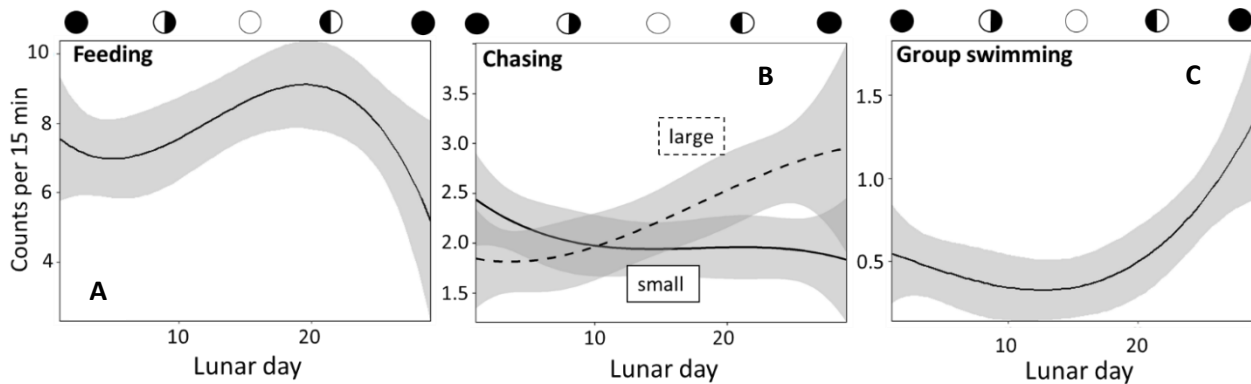 Feeding
Chasing
Group swimming
B
C
A
large
small
Counts per 15 min
10
8
6
4
3.5
3.0
2.5
2.0
1.5
1.5
1.0
0.5
10
20
10
20
10
20
Lunar day
Lunar day
Lunar day